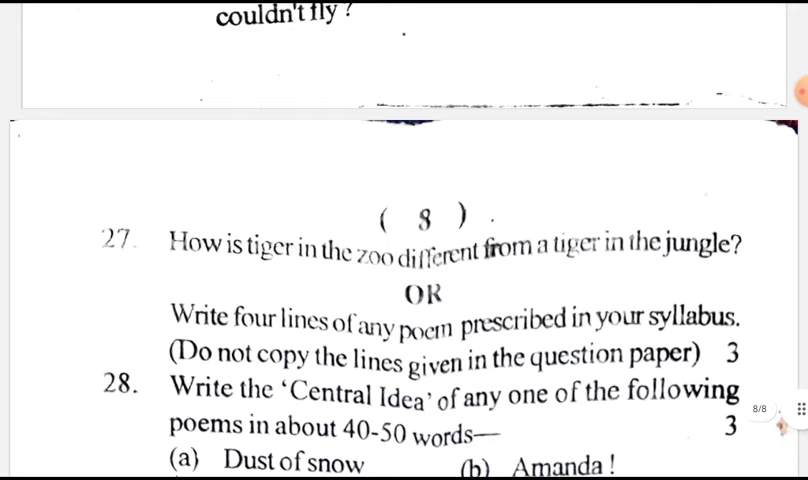 couldn't fly ?
( 8 )
27. How is tiger in the zoo different from a tiger in the jungle?
OR
Write four lines of any poem prescribed in your syllabus.
(Do not copy the lines given in the question paper) 3
28. Write the ‘Central Idea’ of any one of the following
poems in about 40-50 words— 3
8/8
(a) Dust of snow (b) Amanda !